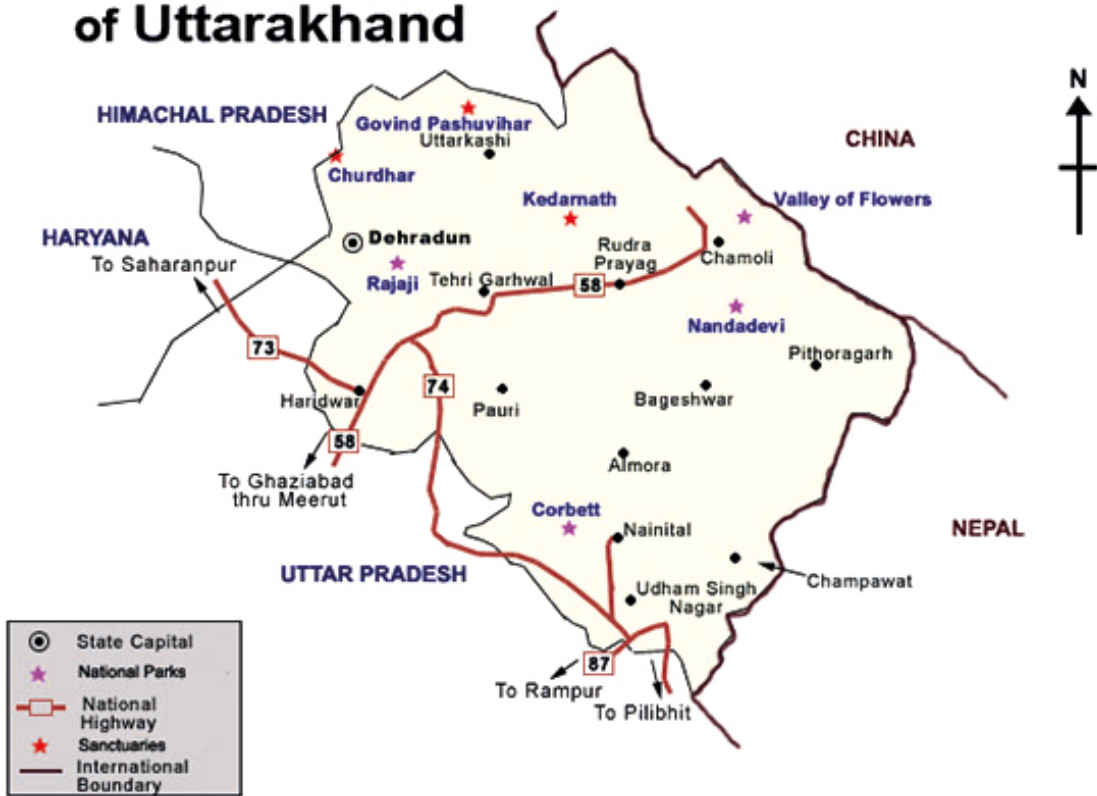 of Uttarakhand
N
HIMACHAL PRADESH
Govind Pashuvihar
Uttarkashi
CHINA
Churdhar
Kedarnath
Valley of Flowers
HARYANA
Dehradun
To Saharanpur
Rudra
Prayag
Chamoli
Rajaji
Tehri Garhwal
58
Nandadevi
73
Pithoragarh
74
Haridwar
Pauri
Bageshwar
58
Almora
To Ghaziabad
thru Meerut
Corbett
Nainital
NEPAL
UTTAR PRADESH
Champawat
Udham Singh
Nagar
87
To Rampur
To Pilibhit
State Capital
National Parks
National
Highway
Sanctuaries
International
Boundary